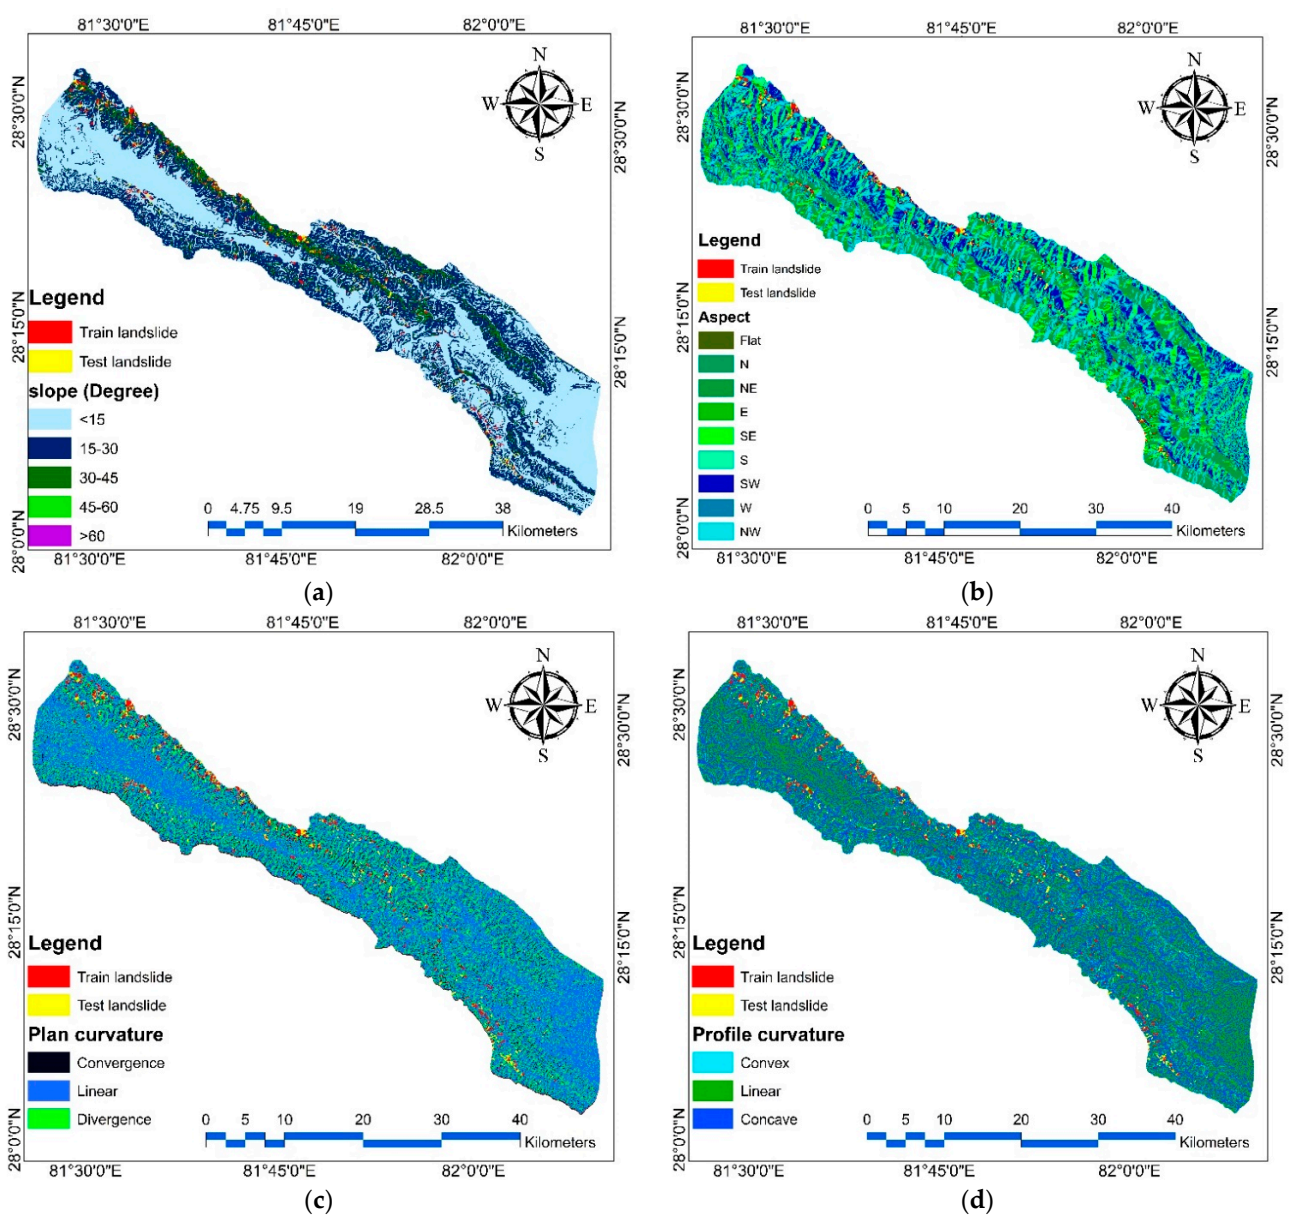 81°30'0"E 81°45'0"E 82°0'0"E
(a)
28°30'0"N
28°15'0"N
28°0'0"N
N
W E
S
28°30'0"N
28°15'0"N
Legend
Train landslide
Test landslide
slope (Degree)
<15
15-30
30-45
45-60
>60
0 4.75 9.5 19 28.5 38
Kilometers
81°30'0"E 81°45'0"E 82°0'0"E
(a)
81°30'0"E 81°45'0"E 82°0'0"E
(b)
28°30'0"N
28°15'0"N
28°0'0"N
N
W E
S
28°30'0"N
28°15'0"N
Legend
Train landslide
Test landslide
Aspect
Flat
N
NE
E
SE
S
SW
W
NW
0 5 10 20 30 40
Kilometers
81°30'0"E 81°45'0"E 82°0'0"E
(b)
81°30'0"E 81°45'0"E 82°0'0"E
28°30'0"N
28°15'0"N
28°0'0"N
N
W E
S
28°30'0"N
28°15'0"N
Legend
Train landslide
Test landslide
Plan curvature
Convergence
Linear
Divergence
0 5 10 20 30 40
Kilometers
81°30'0"E 81°45'0"E 82°0'0"E
(c)
81°30'0"E 81°45'0"E 82°0'0"E
28°30'0"N
28°15'0"N
28°0'0"N
N
W E
S
28°30'0"N
28°15'0"N
Legend
Train landslide
Test landslide
Profile curvature
Convex
Linear
Concave
0 5 10 20 30 40
Kilometers
81°30'0"E 81°45'0"E 82°0'0"E
(d)